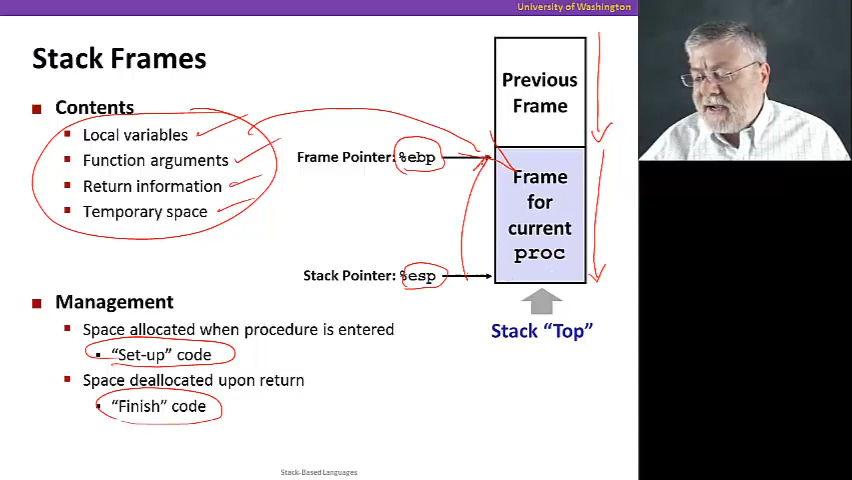 University of Washington
Stack Frames
Contents
Local variables
Function arguments
Return information
Temporary space
Management
Space allocated when procedure is entered
"Set-up" code
Space deallocated upon return
"Finish" code
Previous
Frame
Frame Pointer: %ebp
Frame
for
current
proc
Stack Pointer: %esp
Stack "Top"
Stack-Based Languages